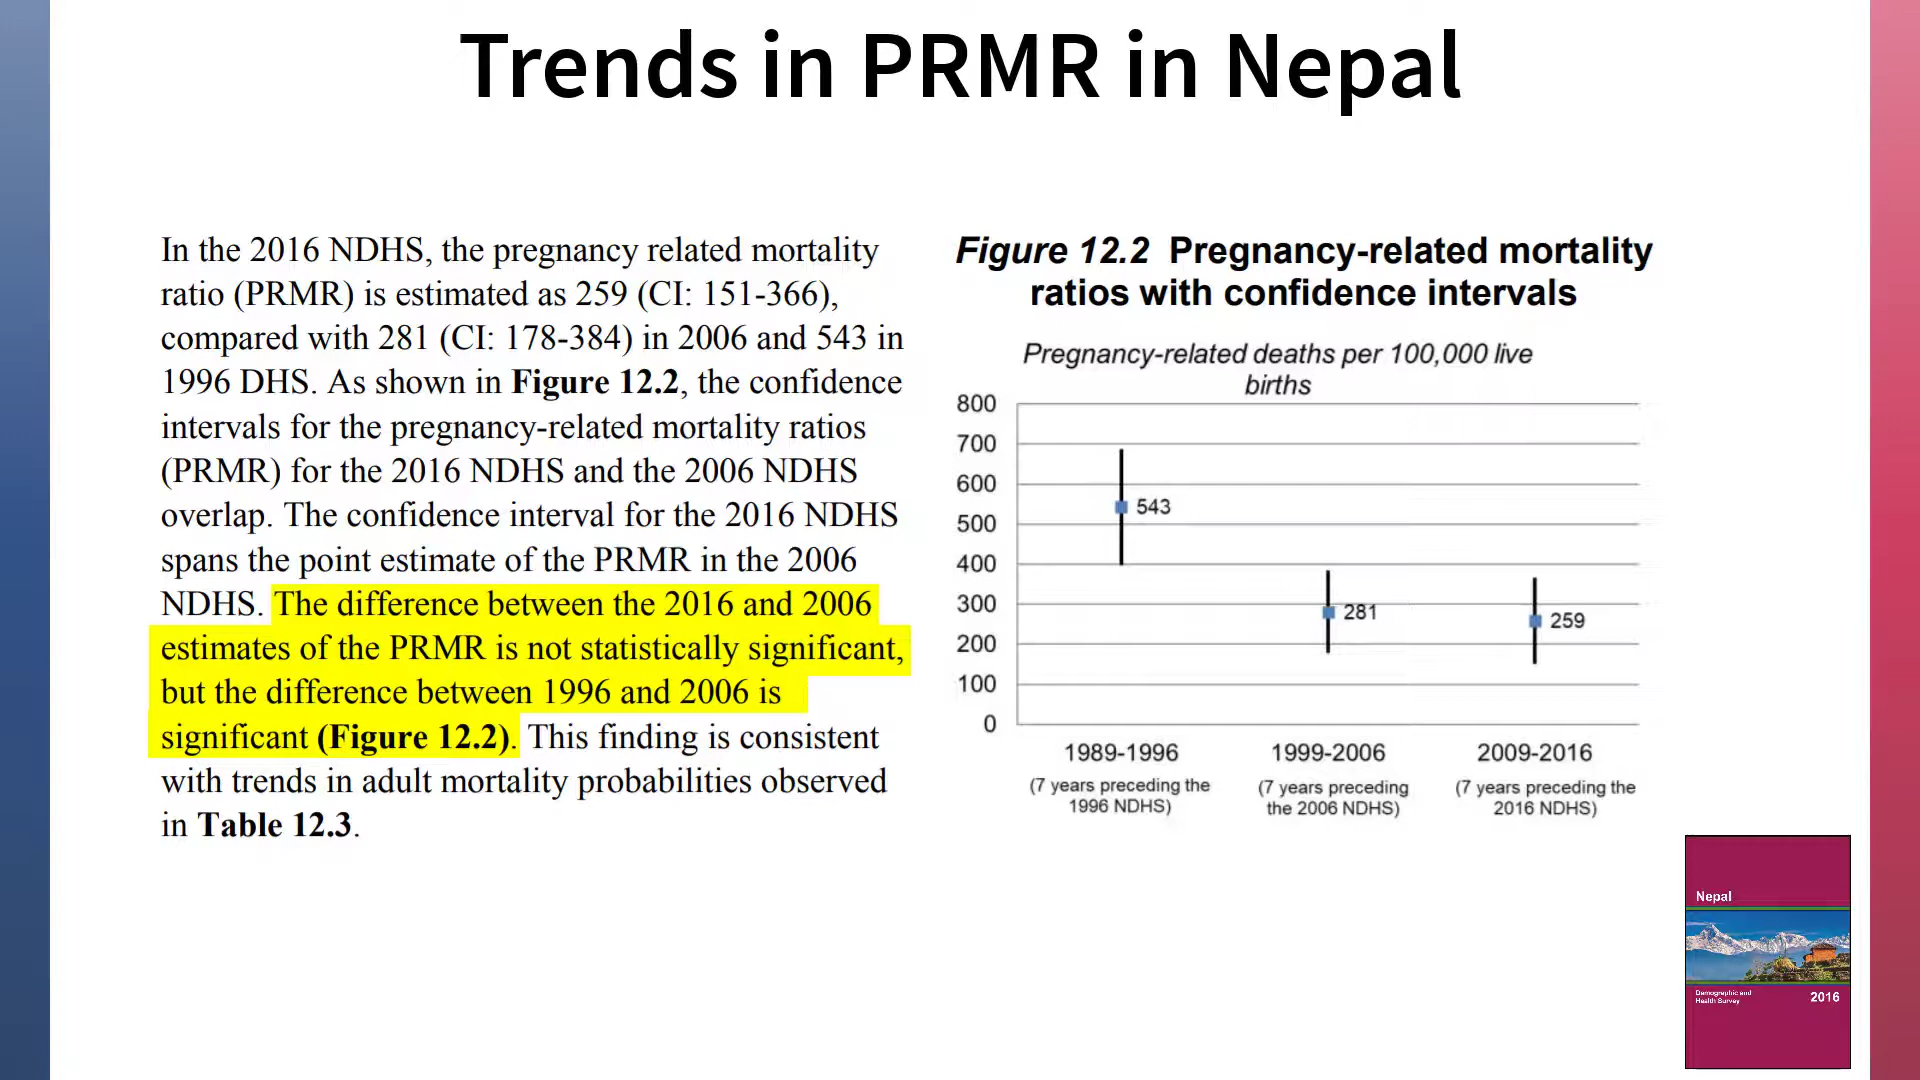 Trends in PRMR in Nepal
In the 2016 NDHS, the pregnancy related mortality
ratio (PRMR) is estimated as 259 (CI: 151-366),
compared with 281 (CI: 178-384) in 2006 and 543 in
1996 DHS. As shown in Figure 12.2, the confidence
intervals for the pregnancy-related mortality ratios
(PRMR) for the 2016 NDHS and the 2006 NDHS
overlap. The confidence interval for the 2016 NDHS
spans the point estimate of the PRMR in the 2006
NDHS. The difference between the 2016 and 2006
estimates of the PRMR is not statistically significant,
but the difference between 1996 and 2006 is
significant (Figure 12.2). This finding is consistent
with trends in adult mortality probabilities observed
in Table 12.3.
Figure 12.2 Pregnancy-related mortality
ratios with confidence intervals
Pregnancy-related deaths per 100,000 live
births
800
700
600
500
400
300
200
100
0
543
281
259
1989-1996
(7 years preceding the
1996 NDHS)
1999-2006
(7 years preceding
the 2006 NDHS)
2009-2016
(7 years preceding the
2016 NDHS)
Nepal
Demographic and
Health Survey
2016